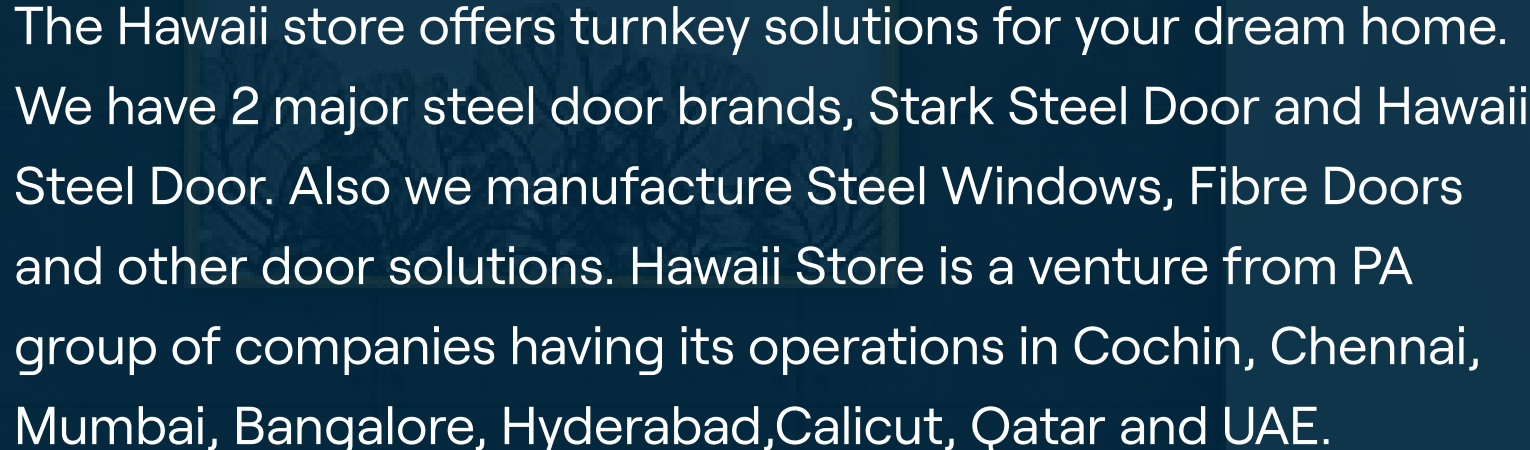 The Hawaii store offers turnkey solutions for your dream home.
We have 2 major steel door brands, Stark Steel Door and Hawaii
Steel Door. Also we manufacture Steel Windows, Fibre Doors
and other door solutions. Hawaii Store is a venture from PA
group of companies having its operations in Cochin, Chennai,
Mumbai, Bangalore, Hyderabad,Calicut, Qatar and UAE.